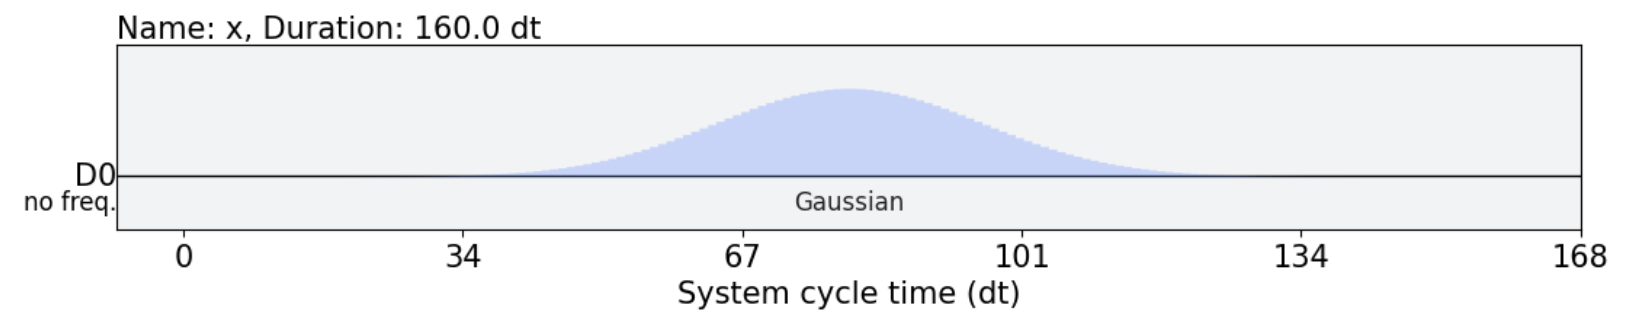 Name: x, Duration: 160.0 dt
D0
no freq.
Gaussian
0 34 67 101 134 168
System cycle time (dt)